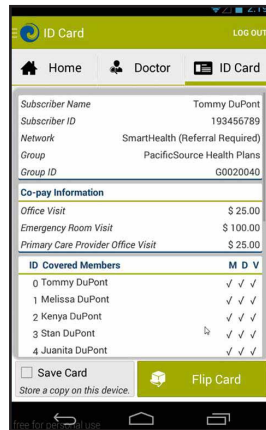 2:19
ID Card LOG OUT
Home Doctor ID Card
Subscriber Name Tommy DuPont
Subscriber ID 193456789
Network SmartHealth (Referral Required)
Group PacificSource Health Plans
Group ID G0020040
Co-pay Information
Office Visit $ 25.00
Emergency Room Visit $ 100.00
Primary Care Provider Office Visit $ 25.00
ID Covered Members M D V
0 Tommy DuPont √ √ √
1 Melissa DuPont √ √ √
2 Kenya DuPont √ √ √
3 Stan DuPont √ √ √
4 Juanita DuPont √ √ √
Save Card
Store a copy on this device.
Flip Card
free for personal use